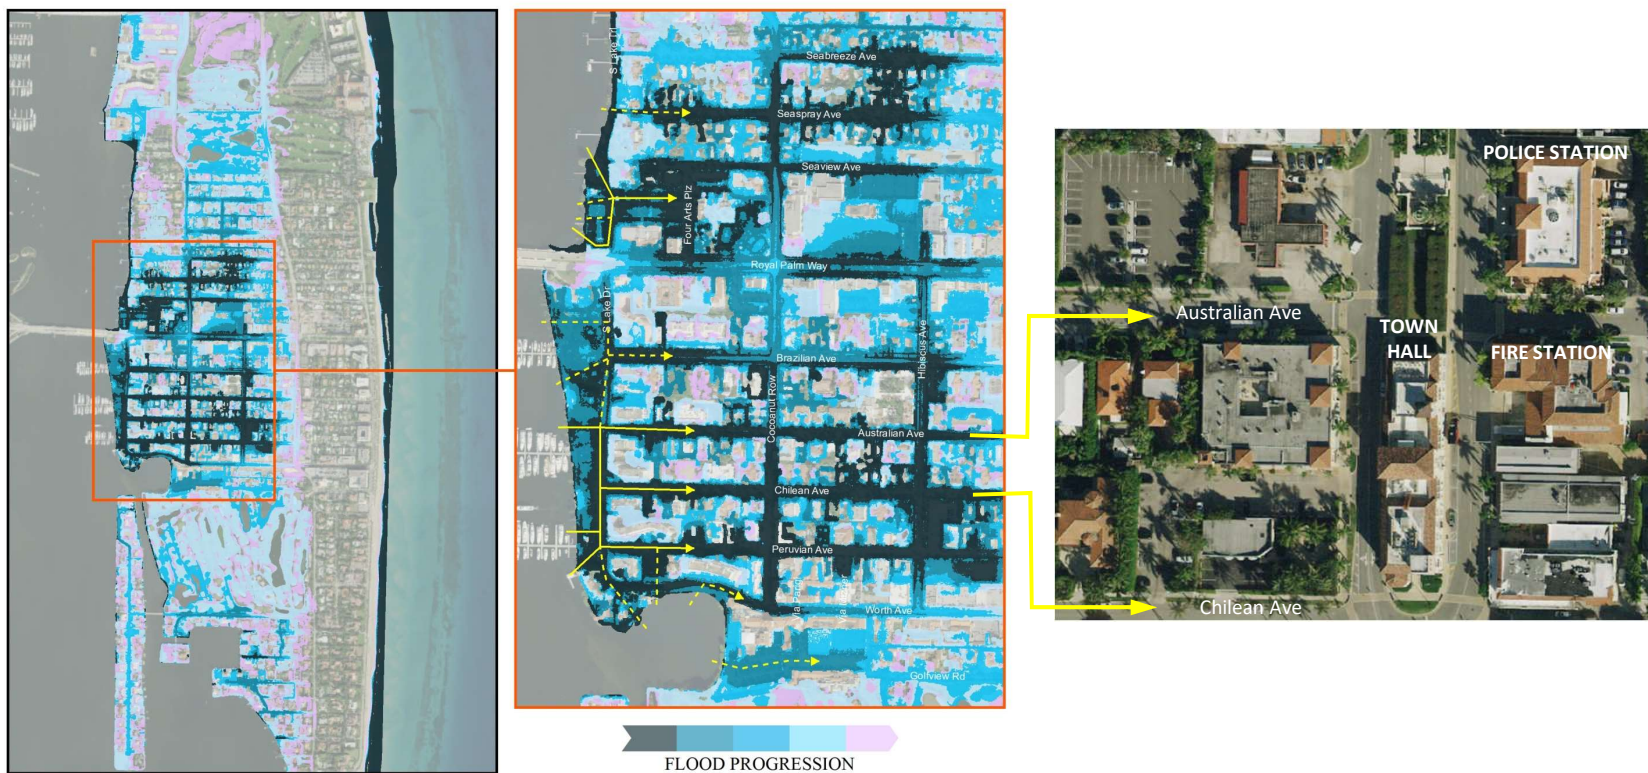 S Lake Trl
Seabreeze Ave
Seaspray Ave
Seaview Ave
Four Arts Plz
Royal Palm Way
S Lake Dr
Brazilian Ave
Hibiscus Ave
Cocoanut Row
Australian Ave
Chilean Ave
Peruvian Ave
Worth Ave
Golfview Rd
FLOOD PROGRESSION
POLICE STATION
Australian Ave
TOWN
HALL
FIRE STATION
Chilean Ave